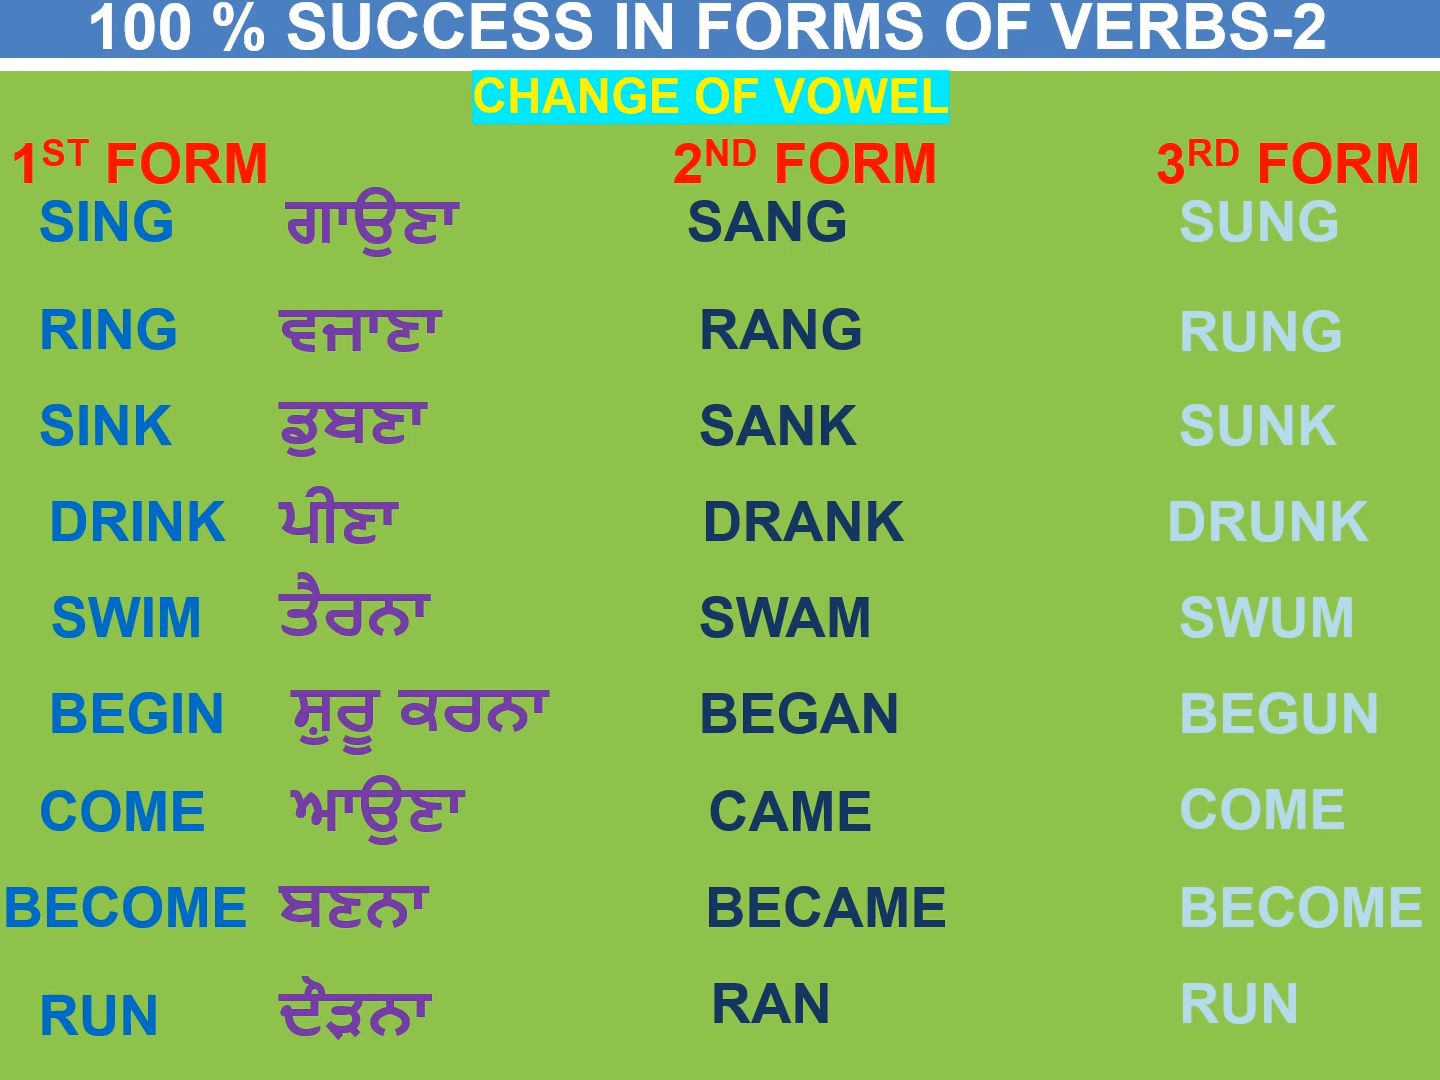 100 % SUCCESS IN FORMS OF VERBS-2
CHANGE OF VOWEL
1ST FORM 2ND FORM 3RD FORM
SING ਗਾਉਣਾ SANG SUNG
RING ਵਜਾਣਾ RANG RUNG
SINK ਡੁਬਣਾ SANK SUNK
DRINK ਪੀਣਾ DRANK DRUNK
SWIM ਤੈਰਨਾ SWAM SWUM
BEGIN ਸ਼ੁਰੂ ਕਰਨਾ BEGAN BEGUN
COME ਆਉਣਾ CAME COME
BECOME ਬਣਨਾ BECAME BECOME
RUN ਦੌੜਨਾ RAN RUN